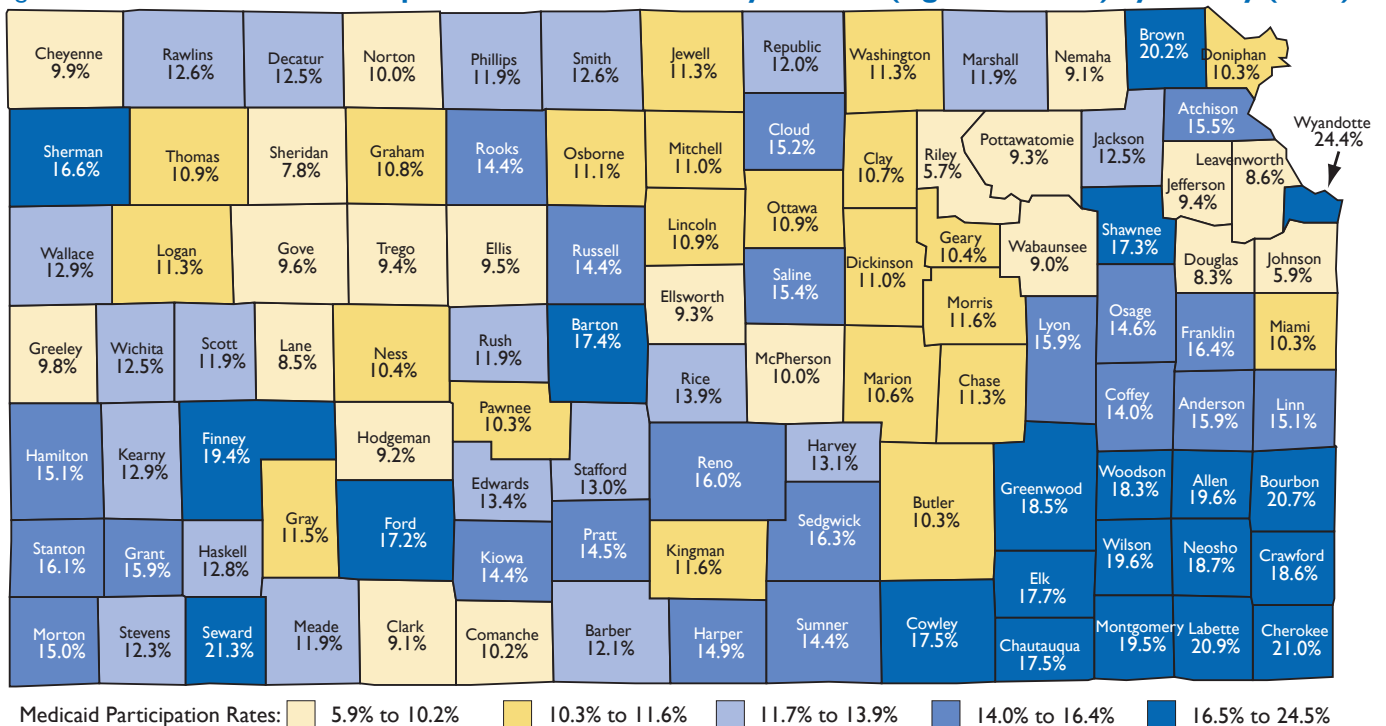 Cheyenne
9.9%
Rawlins
12.6%
Decatur
12.5%
Norton
10.0%
Phillips
11.9%
Smith
12.6%
Jewell
11.3%
Republic
12.0%
Washington
11.3%
Marshall
11.9%
Nemaha
9.1%
Brown
20.2%
Doniphan
10.3%
Sherman
16.6%
Thomas
10.9%
Sheridan
7.8%
Graham
10.8%
Rooks
14.4%
Osborne
11.1%
Mitchell
11.0%
Cloud
15.2%
Clay
10.7%
Riley
5.7%
Pottawatomie
9.3%
Jackson
12.5%
Atchison
15.5%
Wyandotte
24.4%
Leavenworth
8.6%
Jefferson
9.4%
Wallace
12.9%
Logan
11.3%
Gove
9.6%
Trego
9.4%
Ellis
9.5%
Russell
14.4%
Lincoln
10.9%
Ottawa
10.9%
Saline
15.4%
Dickinson
11.0%
Geary
10.4%
Wabaunsee
9.0%
Shawnee
17.3%
Douglas
8.3%
Johnson
5.9%
Ellsworth
9.3%
Morris
11.6%
Greeley
9.8%
Wichita
12.5%
Scott
11.9%
Lane
8.5%
Ness
10.4%
Rush
11.9%
Barton
17.4%
Rice
13.9%
McPherson
10.0%
Marion
10.6%
Chase
11.3%
Lyon
15.9%
Osage
14.6%
Franklin
16.4%
Miami
10.3%
Coffey
14.0%
Anderson
15.9%
Linn
15.1%
Pawnee
10.3%
Hamilton
15.1%
Kearny
12.9%
Finney
19.4%
Hodgeman
9.2%
Edwards
13.4%
Stafford
13.0%
Reno
16.0%
Harvey
13.1%
Butler
10.3%
Greenwood
18.5%
Woodson
18.3%
Allen
19.6%
Bourbon
20.7%
Gray
11.5%
Ford
17.2%
Kiowa
14.4%
Pratt
14.5%
Kingman
11.6%
Sedgwick
16.3%
Stanton
16.1%
Grant
15.9%
Haskell
12.8%
Elk
17.7%
Wilson
19.6%
Neosho
18.7%
Crawford
18.6%
Morton
15.0%
Stevens
12.3%
Seward
21.3%
Meade
11.9%
Clark
9.1%
Comanche
10.2%
Barber
12.1%
Harper
14.9%
Sumner
14.4%
Cowley
17.5%
Chautauqua
17.5%
Montgomery
19.5%
Labette
20.9%
Cherokee
21.0%
Medicaid Participation Rates: 5.9% to 10.2% 10.3% to 11.6% 11.7% to 13.9% 14.0% to 16.4% 16.5% to 24.5%